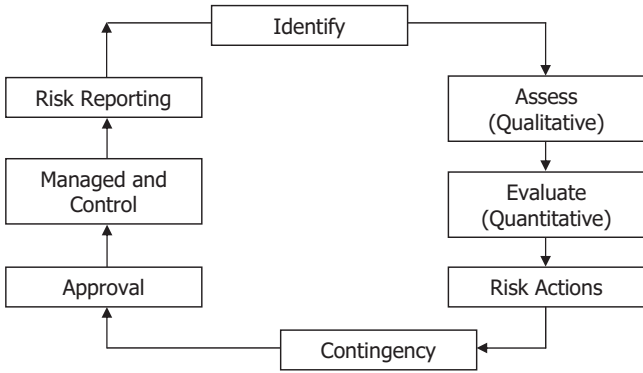 Identify
Assess
(Qualitative)
Evaluate
(Quantitative)
Risk Actions
Contingency
Approval
Managed and
Control
Risk Reporting